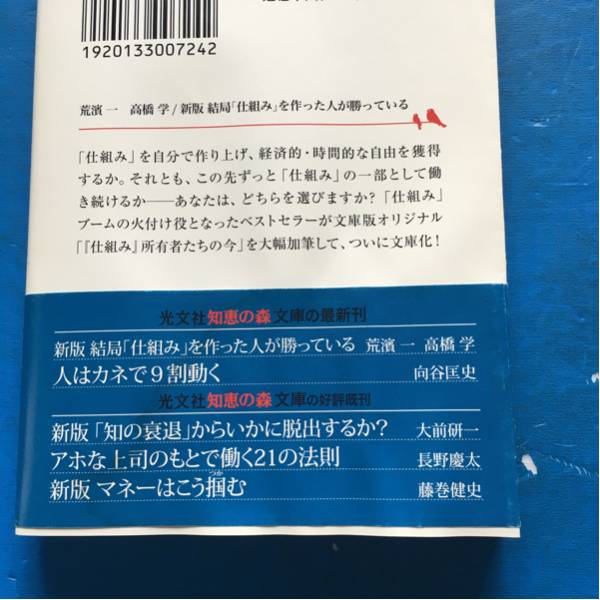 1920133007242
荒濱 一　高橋 学/新版 結局「仕組み」を作った人が勝っている
「仕組み」を自分で作り上げ、経済的・時間的な自由を獲得
するか。それとも、この先ずっと「仕組み」の一部として働
き続けるか――あなたは、どちらを選びますか?「仕組み」
ブームの火付け役となったベストセラーが文庫版オリジナル
「『仕組み』所有者たちの今」を大幅加筆して、ついに文庫化!
光文社知恵の森文庫の最新刊
新版 結局「仕組み」を作った人が勝っている 荒濱 一 高橋 学
人はカネで9割動く 向谷匡史
光文社知恵の森文庫の好評既刊
新版「知の衰退」からいかに脱出するか? 大前研一
アホな上司のもとで働く21の法則 長野慶太
新版 マネーはこう掴む 藤巻健史
つか